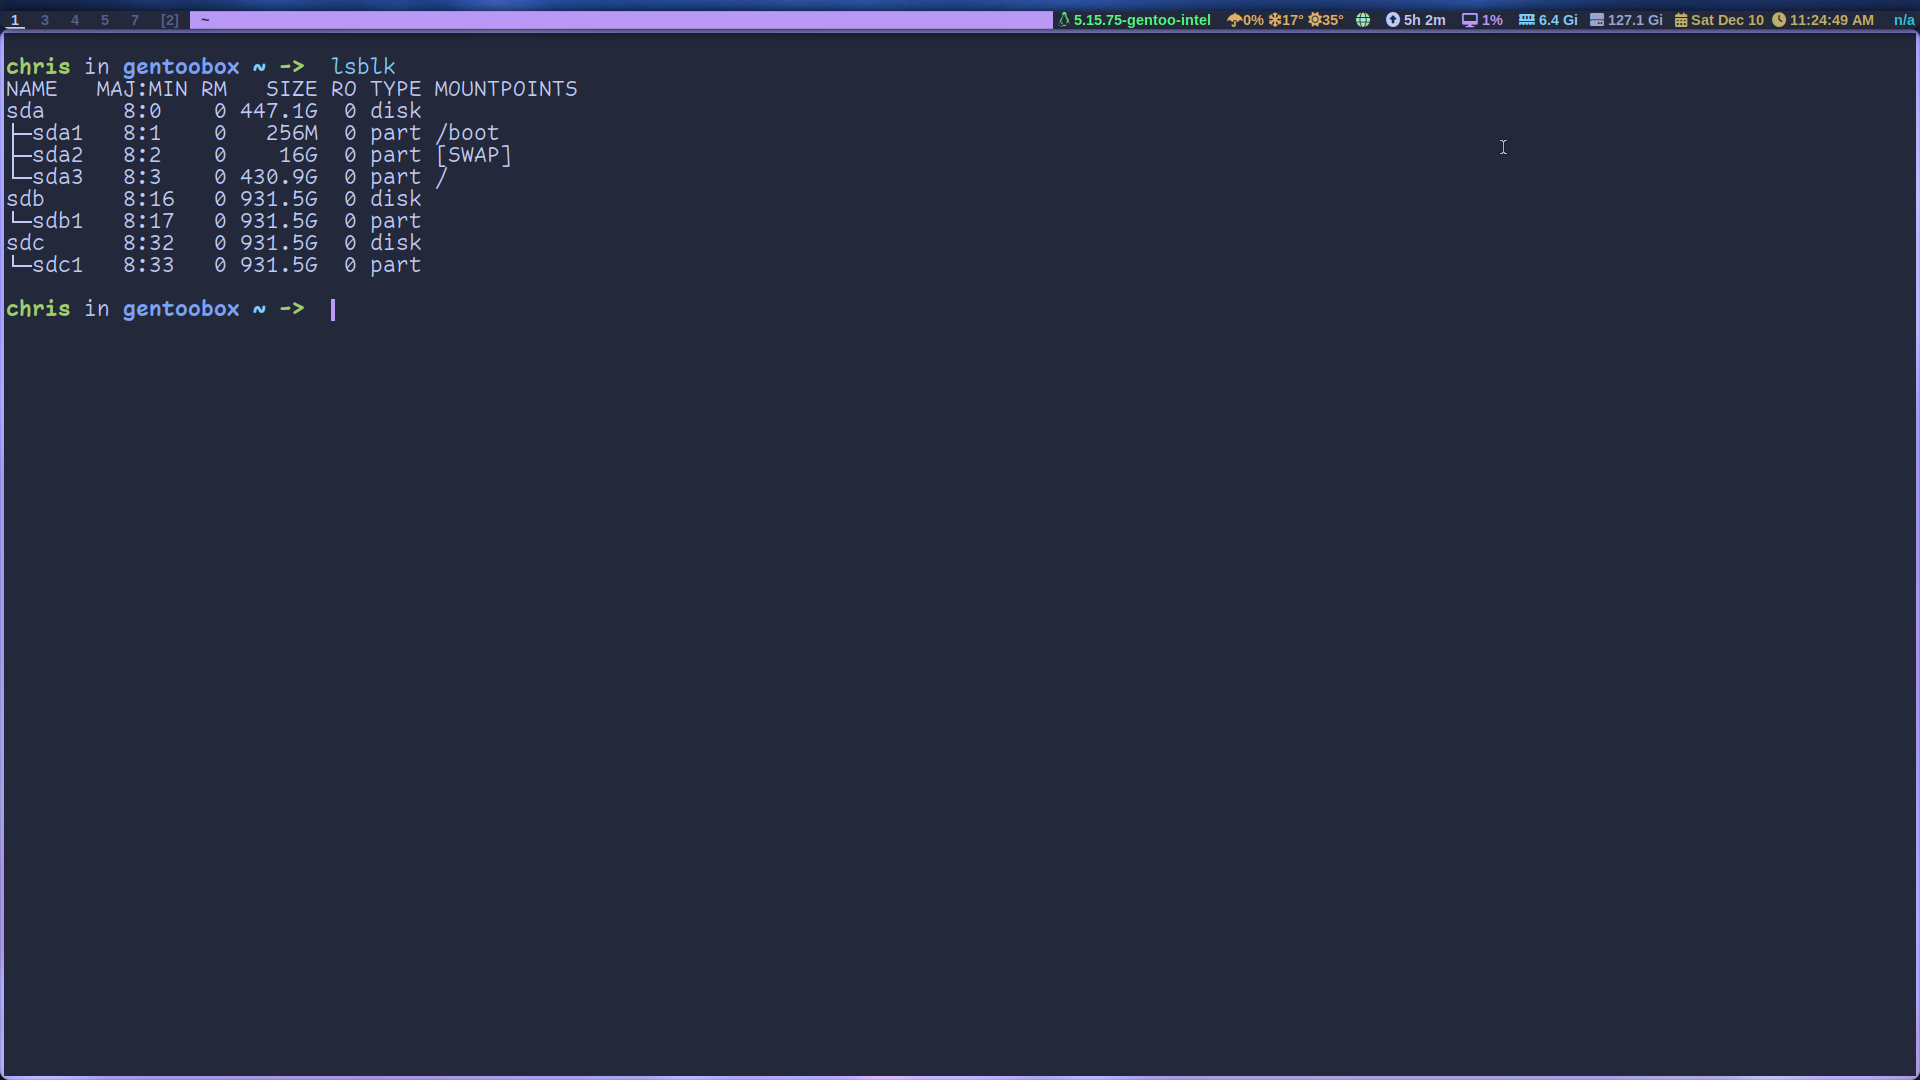 1 3 4 5 7 [2] ~ 5.15.75-gentoo-intel 0% 17° 35° 5h 2m 1% 6.4 Gi 127.1 Gi Sat Dec 10 11:24:49 AM n/a
chris in gentoobox ~ -> lsblk
NAME MAJ:MIN RM SIZE RO TYPE MOUNTPOINTS
sda 8:0 0 447.1G 0 disk
├─sda1 8:1 0 256M 0 part /boot
├─sda2 8:2 0 16G 0 part [SWAP]
└─sda3 8:3 0 430.9G 0 part /
sdb 8:16 0 931.5G 0 disk
└─sdb1 8:17 0 931.5G 0 part
sdc 8:32 0 931.5G 0 disk
└─sdc1 8:33 0 931.5G 0 part
chris in gentoobox ~ ->